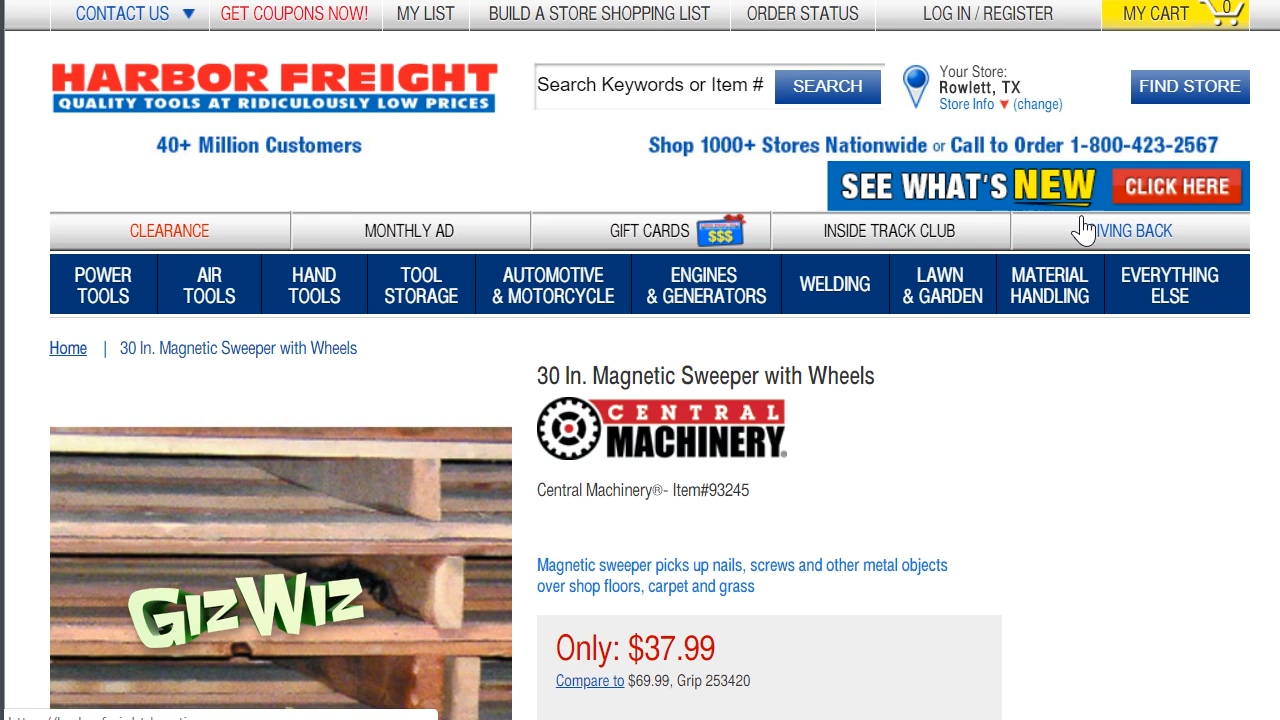 CONTACT US
GET COUPONS NOW!
MY LIST
BUILD A STORE SHOPPING LIST
ORDER STATUS
LOG IN / REGISTER
MY CART
0
HARBOR FREIGHT
QUALITY TOOLS AT RIDICULOUSLY LOW PRICES
Search Keywords or Item #
SEARCH
Your Store:
Rowlett, TX
Store Info (change)
FIND STORE
40+ Million Customers
Shop 1000+ Stores Nationwide or Call to Order 1-800-423-2567
SEE WHAT'S NEW CLICK HERE
CLEARANCE
MONTHLY AD
GIFT CARDS
$$$
INSIDE TRACK CLUB
IVING BACK
POWER
TOOLS
AIR
TOOLS
HAND
TOOLS
TOOL
STORAGE
AUTOMOTIVE
& MOTORCYCLE
ENGINES
& GENERATORS
WELDING
LAWN
& GARDEN
MATERIAL
HANDLING
EVERYTHING
ELSE
Home | 30 In. Magnetic Sweeper with Wheels
30 In. Magnetic Sweeper with Wheels
CENTRAL
MACHINERY®
Central Machinery®- Item#93245
Magnetic sweeper picks up nails, screws and other metal objects
over shop floors, carpet and grass
GIZWIZ
Only: $37.99
Compare to $69.99, Grip 253420